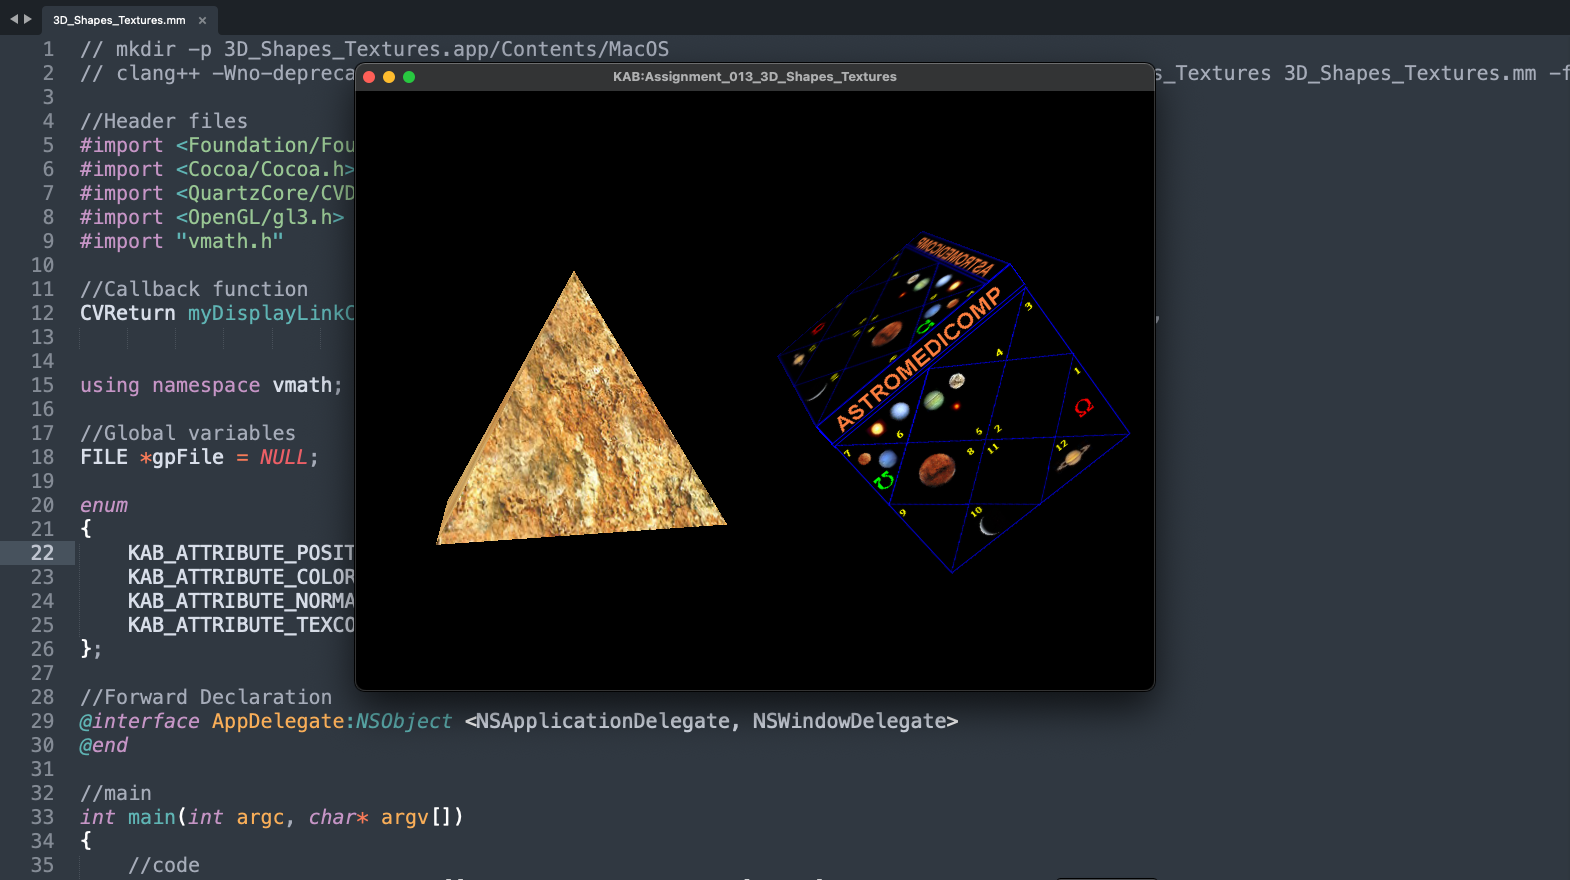 3D_Shapes_Textures.mm ×
1 // mkdir -p 3D_Shapes_Textures.app/Contents/MacOS
2 // clang++ -Wno-depreca s_Textures 3D_Shapes_Textures.mm -f
3
4 //Header files
5 #import <Foundation/Fou
6 #import <Cocoa/Cocoa.h>
7 #import <QuartzCore/CVD
8 #import <OpenGL/gl3.h>
9 #import "vmath.h"
10
11 //Callback function
12 CVReturn myDisplayLinkC ,
13
14
15 using namespace vmath;
16
17 //Global variables
18 FILE *gpFile = NULL;
19
20 enum
21 {
22 KAB_ATTRIBUTE_POSIT
23 KAB_ATTRIBUTE_COLOR
24 KAB_ATTRIBUTE_NORMA
25 KAB_ATTRIBUTE_TEXCO
26 };
27
28 //Forward Declaration
29 @interface AppDelegate:NSObject <NSApplicationDelegate, NSWindowDelegate>
30 @end
31
32 //main
33 int main(int argc, char* argv[])
34 {
35 //code
KAB:Assignment_013_3D_Shapes_Textures
ASTROMEDICOMP
ASTROMEDICOMP
3
4
1
Ω
6
5 2
7
8 11
12
Ω
9
10